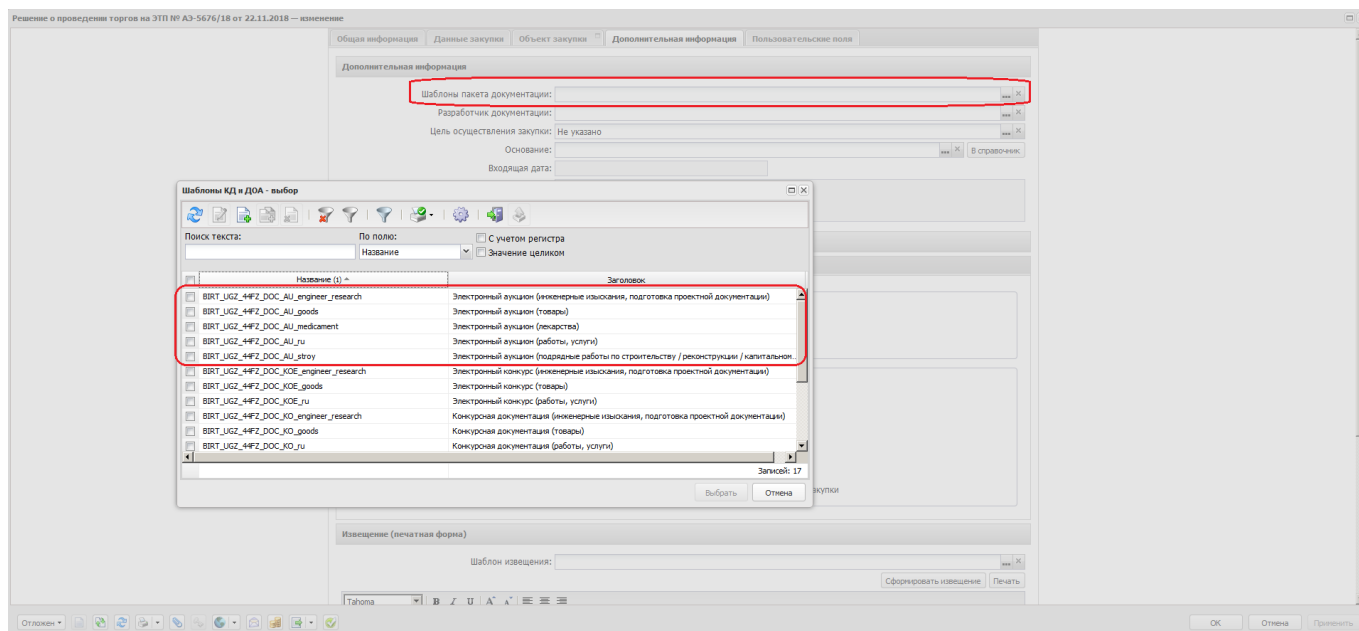 Решение о проведении торгов на ЭТП № АЭ-5676/18 от 22.11.2018 — изменение
Общая информация Данные закупки Объект закупки Дополнительная информация Пользовательские поля
Дополнительная информация
Шаблоны пакета документации:
Разработчик документации:
Цель осуществления закупки: Не указано
Основание: В справочник
Входящая дата:
Шаблоны КД и ДОА - выбор
Поиск текста: По полю: С учетом регистра
Название Значение целиком
Название (1) Заголовок
BIRT_UGZ_44FZ_DOC_AU_engineer_research Электронный аукцион (инженерные изыскания, подготовка проектной документации)
BIRT_UGZ_44FZ_DOC_AU_goods Электронный аукцион (товары)
BIRT_UGZ_44FZ_DOC_AU_medicament Электронный аукцион (лекарства)
BIRT_UGZ_44FZ_DOC_AU_ru Электронный аукцион (работы, услуги)
BIRT_UGZ_44FZ_DOC_AU_stroy Электронный аукцион (подрядные работы по строительству / реконструкции / капитальном...
BIRT_UGZ_44FZ_DOC_KOE_engineer_research Электронный конкурс (инженерные изыскания, подготовка проектной документации)
BIRT_UGZ_44FZ_DOC_KOE_goods Электронный конкурс (товары)
BIRT_UGZ_44FZ_DOC_KOE_ru Электронный конкурс (работы, услуги)
BIRT_UGZ_44FZ_DOC_KO_engineer_research Конкурсная документация (инженерные изыскания, подготовка проектной документации)
BIRT_UGZ_44FZ_DOC_KO_goods Конкурсная документация (товары)
BIRT_UGZ_44FZ_DOC_KO_ru Конкурсная документация (работы, услуги)
Записей: 17
Выбрать Отмена
Извещение (печатная форма)
Шаблон извещения:
Сформировать извещение Печать
Tahoma B I U A A
Отложен ОК Отмена Применить